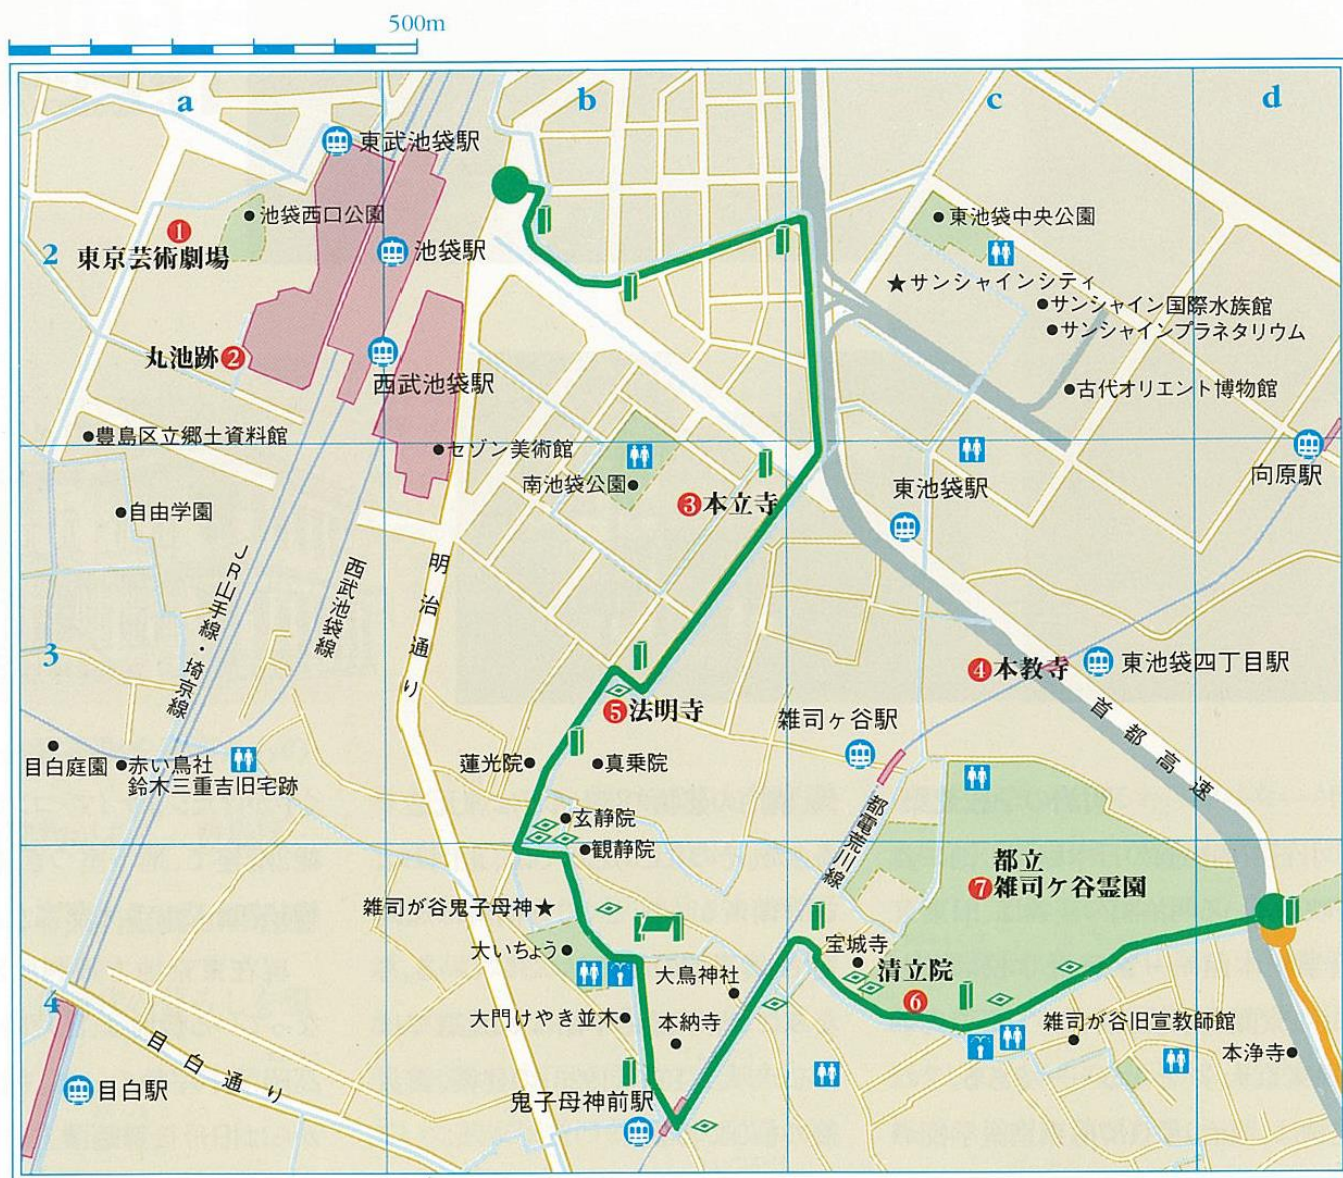 500m
a
b
c
d
2
3
4
東武池袋駅
池袋西口公園
❶
東京芸術劇場
池袋駅
丸池跡❷
西武池袋駅
豊島区立郷土資料館
セゾン美術館
東池袋中央公園
★サンシャインシティ
サンシャイン国際水族館
サンシャインプラネタリウム
古代オリエント博物館
向原駅
南池袋公園
❸本立寺
東池袋駅
自由学園
JR山手線・埼京線
西武池袋線
明治通り
❹本教寺
東池袋四丁目駅
首都高速
❺法明寺
雑司ヶ谷駅
目白庭園
赤い鳥社
鈴木三重吉旧宅跡
蓮光院
真乗院
玄静院
観静院
都電荒川線
都立
❼雑司ケ谷霊園
雑司が谷鬼子母神★
大いちょう
宝城寺
清立院
❻
大鳥神社
大門けやき並木
本納寺
雑司が谷旧宣教師館
本浄寺
目白通り
目白駅
鬼子母神前駅